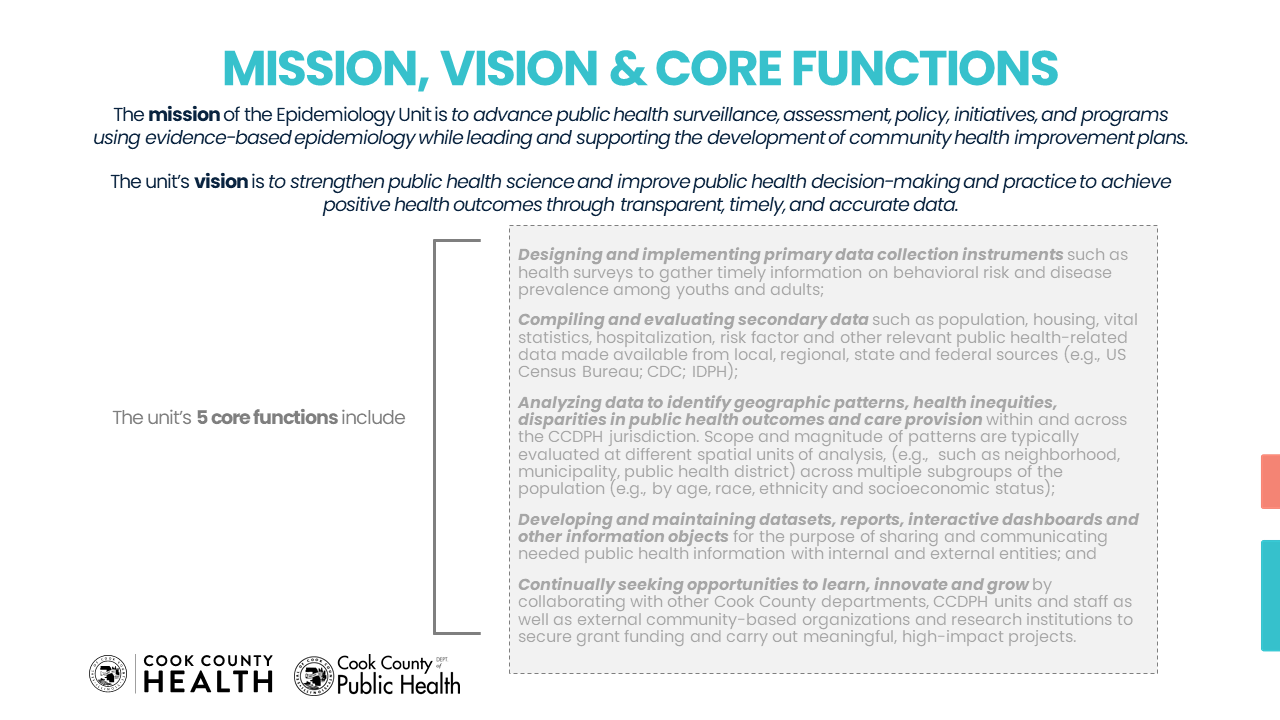 MISSION, VISION & CORE FUNCTIONS
The mission of the Epidemiology Unit is to advance public health surveillance, assessment, policy, initiatives, and programs
using evidence-based epidemiology while leading and supporting the development of community health improvement plans.
The unit's vision is to strengthen public health science and improve public health decision-making and practice to achieve
positive health outcomes through transparent, timely, and accurate data.
The unit's 5 core functions include
Designing and implementing primary data collection instruments such as
health surveys to gather timely information on behavioral risk and disease
prevalence among youths and adults;
Compiling and evaluating secondary data such as population, housing, vital
statistics, hospitalization, risk factor and other relevant public health-related
data made available from local, regional, state and federal sources (e.g., US
Census Bureau; CDC; IDPH);
Analyzing data to identify geographic patterns, health inequities,
disparities in public health outcomes and care provision within and across
the CCDPH jurisdiction. Scope and magnitude of patterns are typically
evaluated at different spatial units of analysis, (e.g.,  such as neighborhood,
municipality, public health district) across multiple subgroups of the
population (e.g., by age, race, ethnicity and socioeconomic status);
Developing and maintaining datasets, reports, interactive dashboards and
other information objects for the purpose of sharing and communicating
needed public health information with internal and external entities; and
Continually seeking opportunities to learn, innovate and grow by
collaborating with other Cook County departments, CCDPH units and staff as
well as external community-based organizations and research institutions to
secure grant funding and carry out meaningful, high-impact projects.
COOK COUNTY
HEALTH
Cook County DEPT of
Public Health